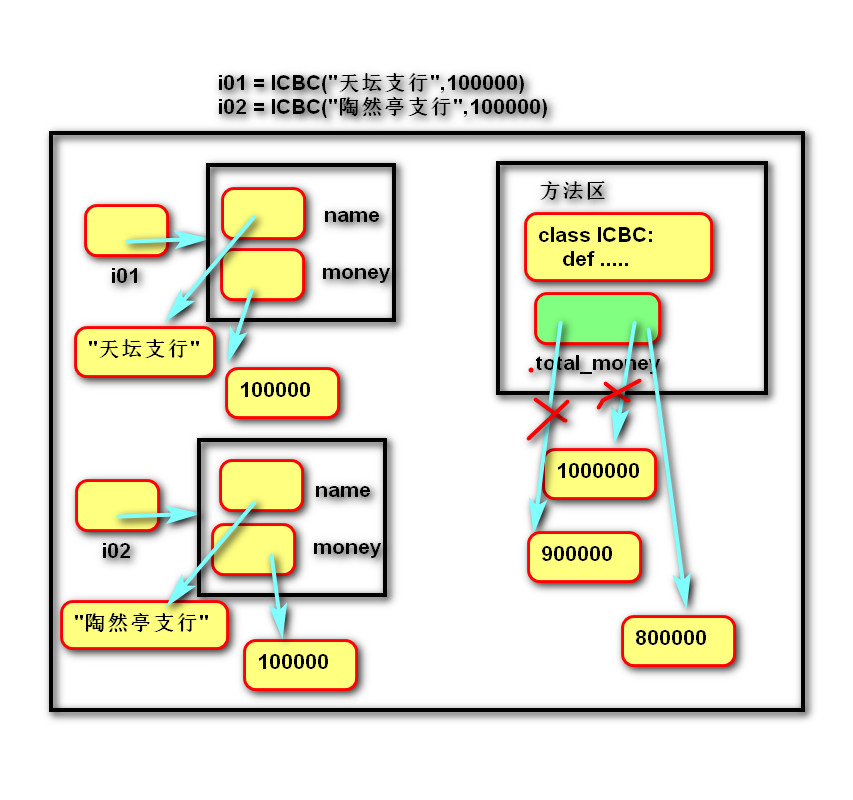 i01 = ICBC("天坛支行",100000)
i02 = ICBC("陶然亭支行",100000)
name
money
i01
"天坛支行"
100000
name
money
i02
"陶然亭支行"
100000
方法区
class ICBC:
def .....
total_money
1000000
900000
800000